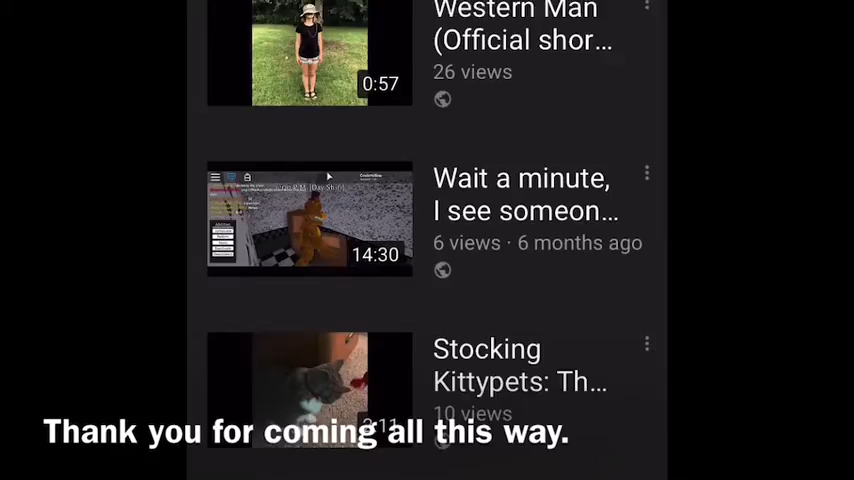 Western Man
(Official shor...
26 views
0:57
Wait a minute,
I see someon...
6 views · 6 months ago
14:30
Stocking
Kittypets: Th...
10 views
Thank you for coming all this way.